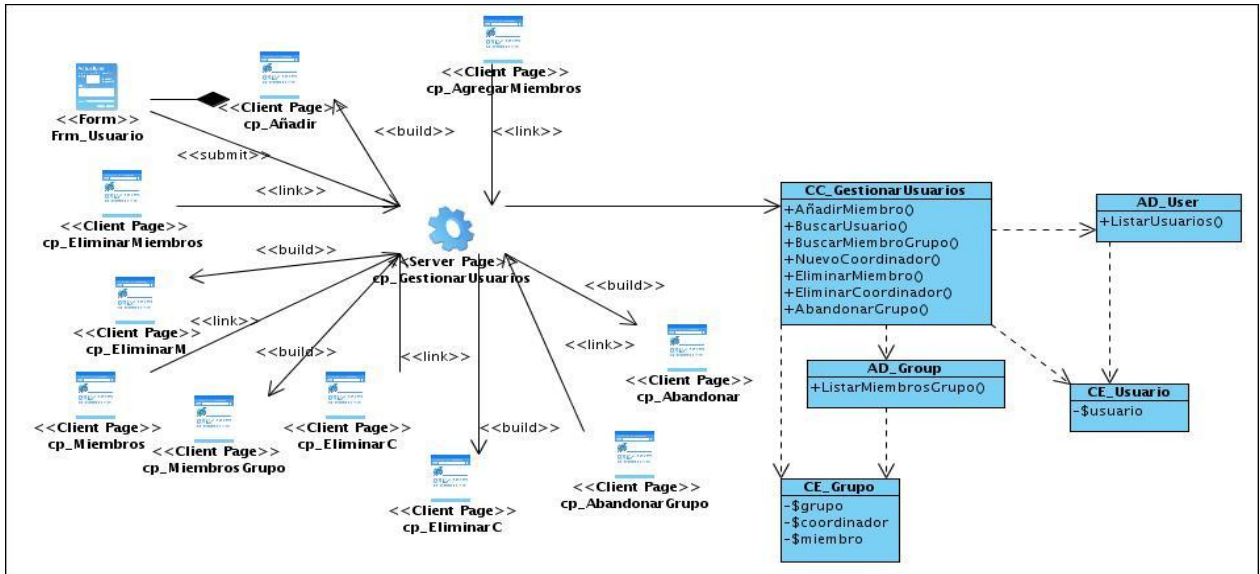 <<Client Page>>
cp_AgregarMiembros
<<Form>>
Frm_Usuario
<<Client Page>>
cp_Añadir
<<build>>
<<link>>
<<submit>>
<<link>>
<<Client Page>>
cp_EliminarMiembros
<<build>>
<Server Page>
cp_GestionarUsuarios
<<build>>
<<link>>
<<Client Page>>
cp_EliminarM
<<build>>
<<link>>
<<link>>
<<Client Page>>
cp_Abandonar
<<Client Page>>
cp_Miembros
<<Client Page>>
cp_MiembrosGrupo
<<Client Page>>
cp_EliminarC
<<build>>
<<Client Page>>
cp_EliminarC
<<Client Page>>
cp_AbandonarGrupo
CC_GestionarUsuarios
+AñadirMiembro()
+BuscarUsuario()
+BuscarMiembroGrupo()
+NuevoCoordinador()
+EliminarMiembro()
+EliminarCoordinador()
+AbandonarGrupo()
AD_User
+ListarUsuarios()
AD_Group
+ListarMiembrosGrupo()
CE_Usuario
-$usuario
CE_Grupo
-$grupo
-$coordinador
-$miembro